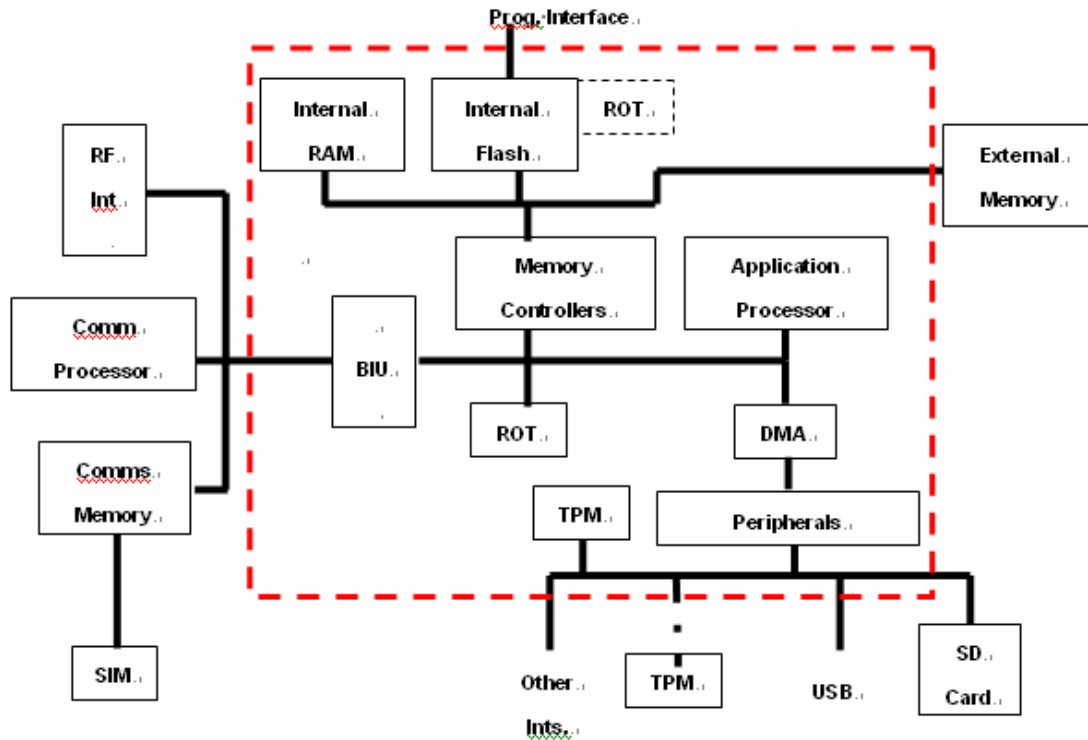 Prog. Interface
Internal
RAM
Internal
Flash
ROT
RF
Int
External
Memory
Memory
Controllers
Application
Processor
Comm
Processor
BIU
ROT
DMA
Comms
Memory
TPM
Peripherals
SIM
Other
Ints.
TPM
USB
SD
Card